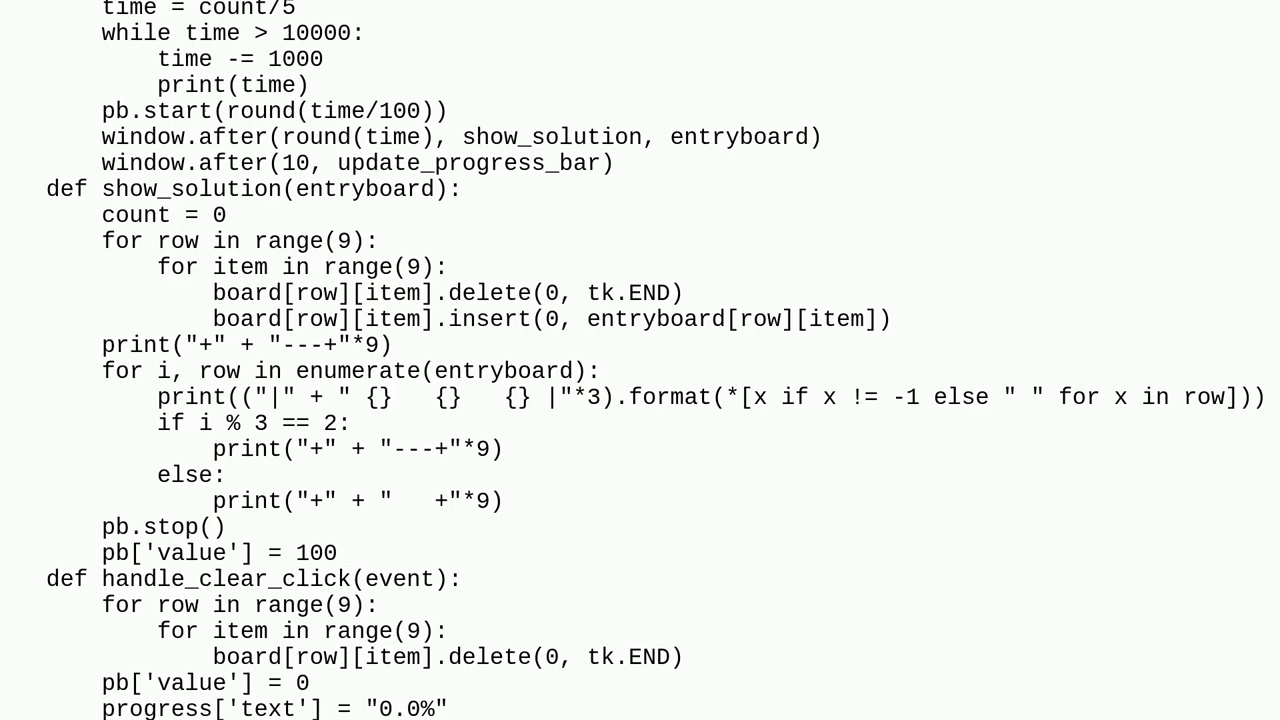 time = count/5
        while time > 10000:
            time -= 1000
            print(time)
        pb.start(round(time/100))
        window.after(round(time), show_solution, entryboard)
        window.after(10, update_progress_bar)
    def show_solution(entryboard):
        count = 0
        for row in range(9):
            for item in range(9):
                board[row][item].delete(0, tk.END)
                board[row][item].insert(0, entryboard[row][item])
        print("+" + "---+"*9)
        for i, row in enumerate(entryboard):
            print(("|" + " {}   {}   {} |"*3).format(*[x if x != -1 else " " for x in row]))
            if i % 3 == 2:
                print("+" + "---+"*9)
            else:
                print("+" + "   +"*9)
        pb.stop()
        pb['value'] = 100
    def handle_clear_click(event):
        for row in range(9):
            for item in range(9):
                board[row][item].delete(0, tk.END)
        pb['value'] = 0
        progress['text'] = "0.0%"